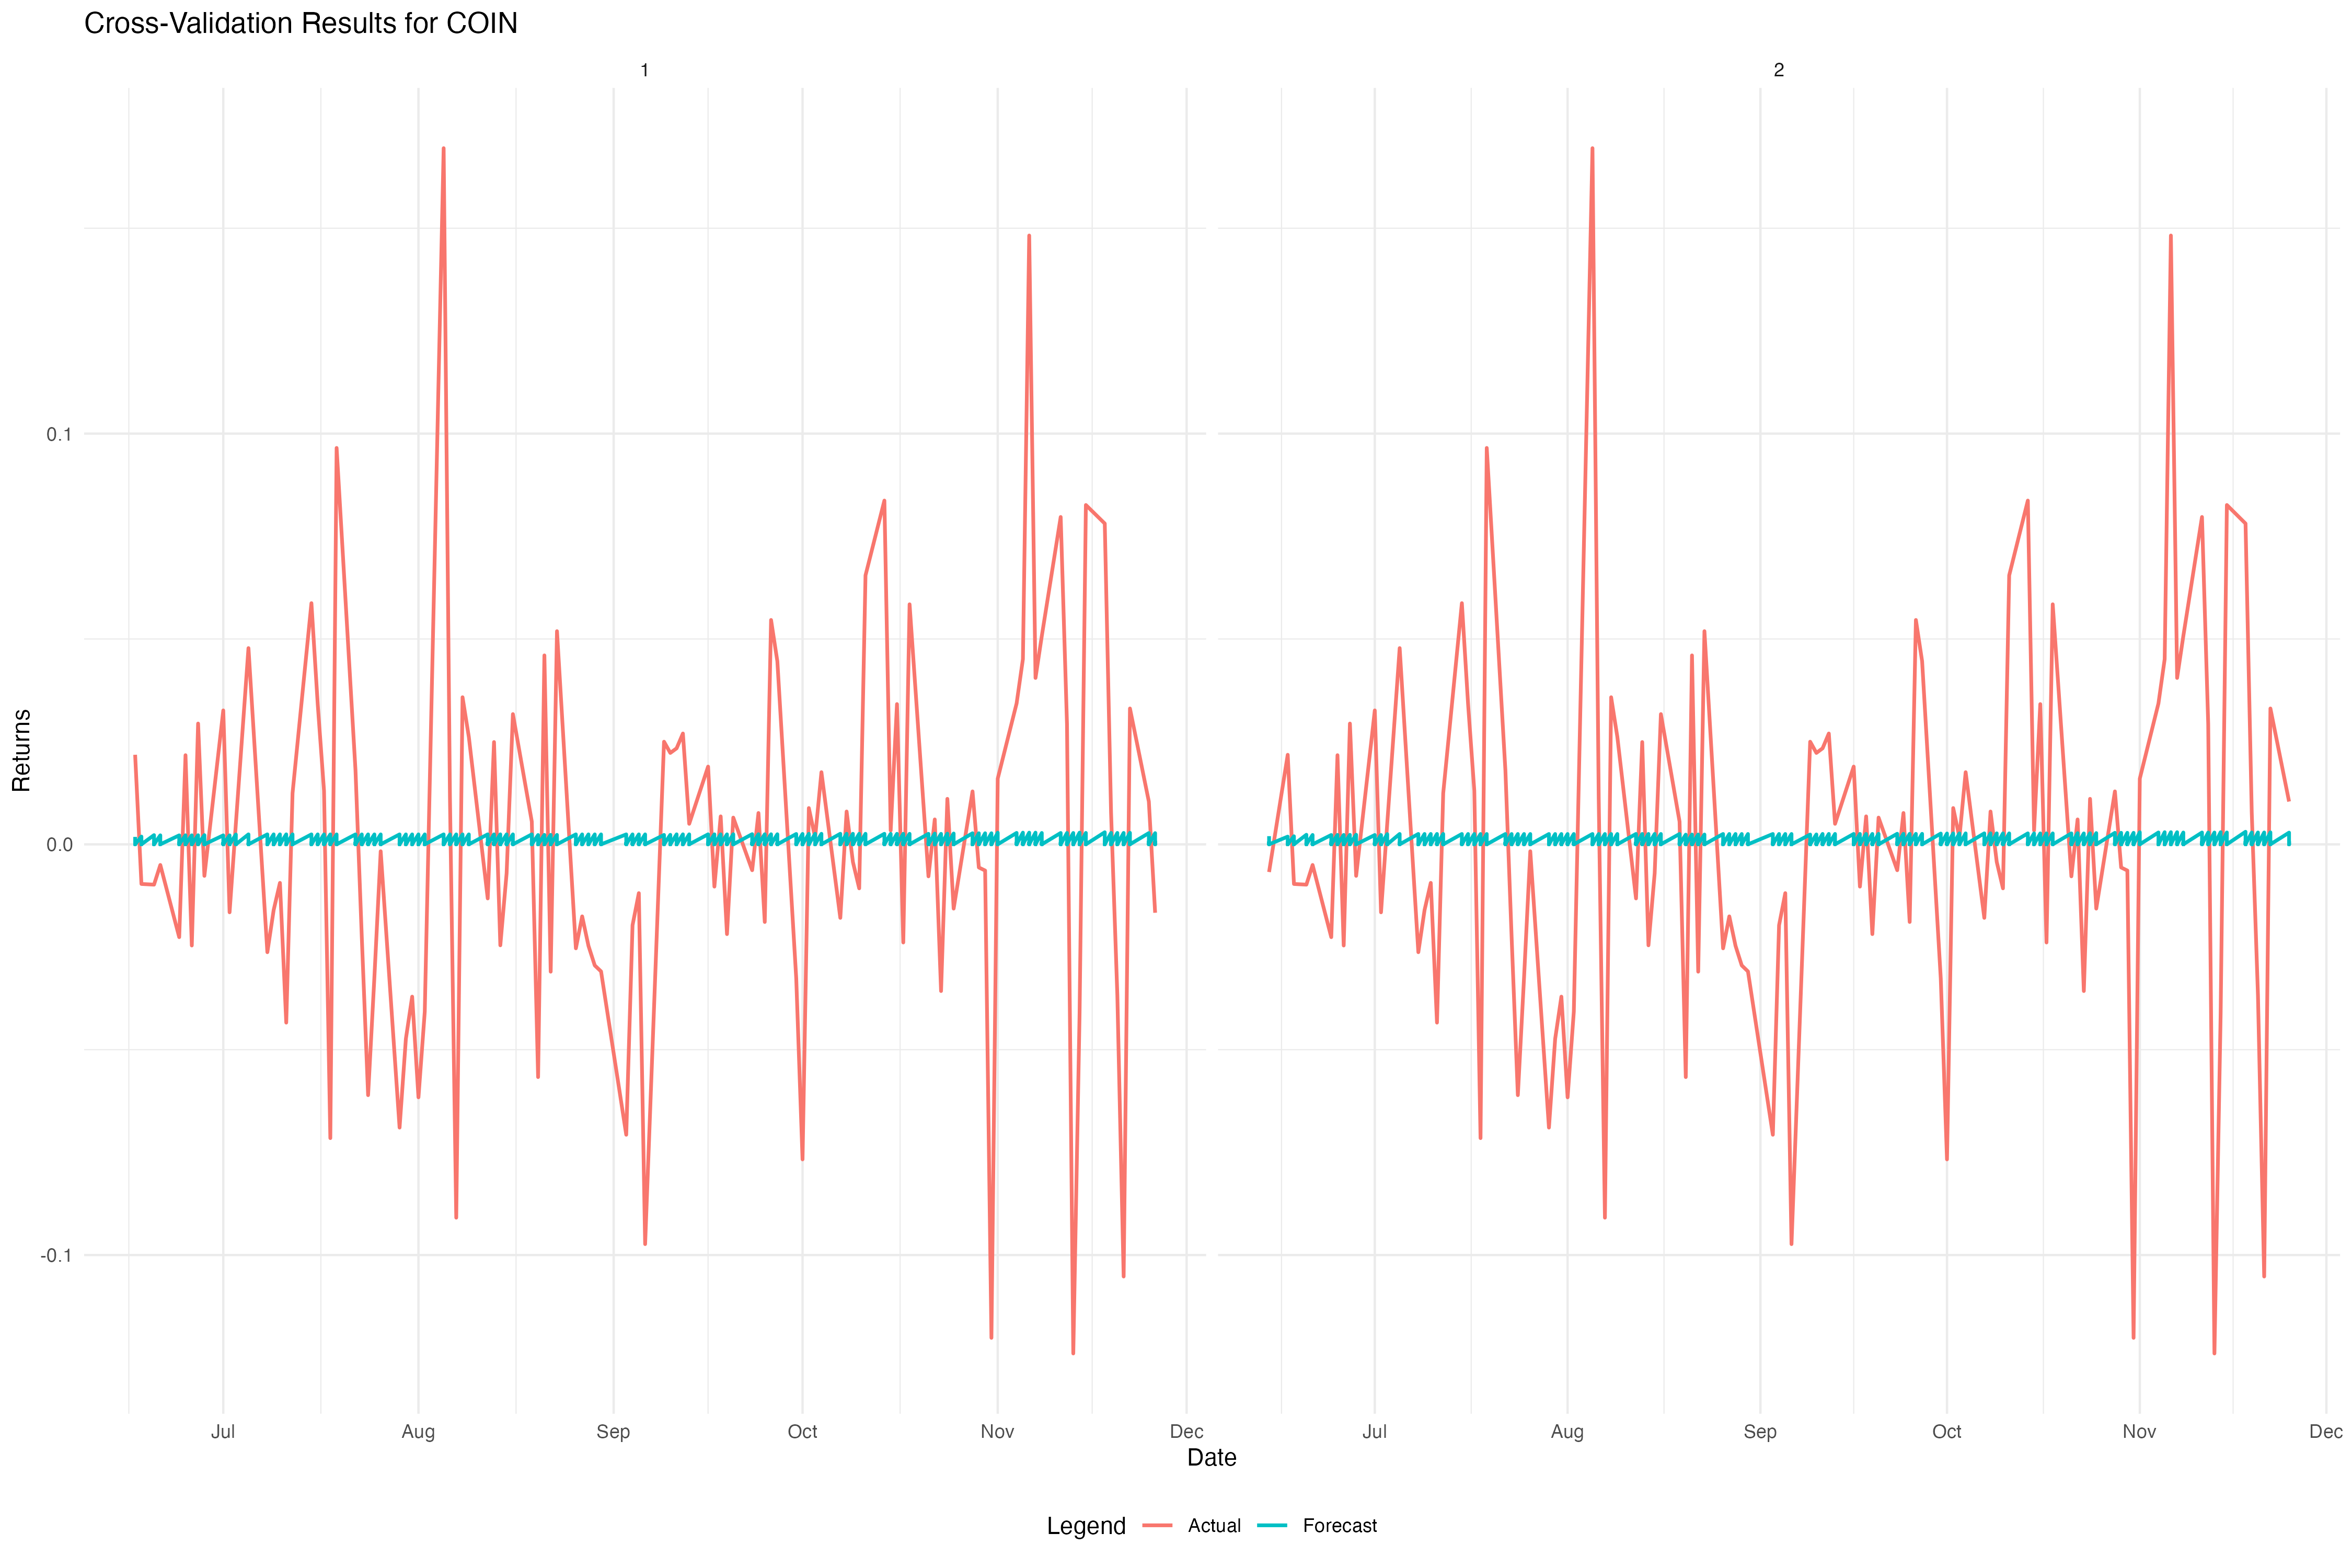 Cross-Validation Results for COIN
1 2
Returns
0.1
0.0
-0.1
Jul Aug Sep Oct Nov Dec Jul Aug Sep Oct Nov Dec
Date
Legend Actual Forecast